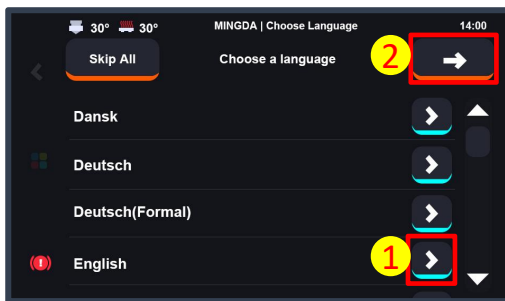 30° 30° MINGDA | Choose Language 14:00
Skip All Choose a language 2
Dansk
Deutsch
Deutsch(Formal)
1
English